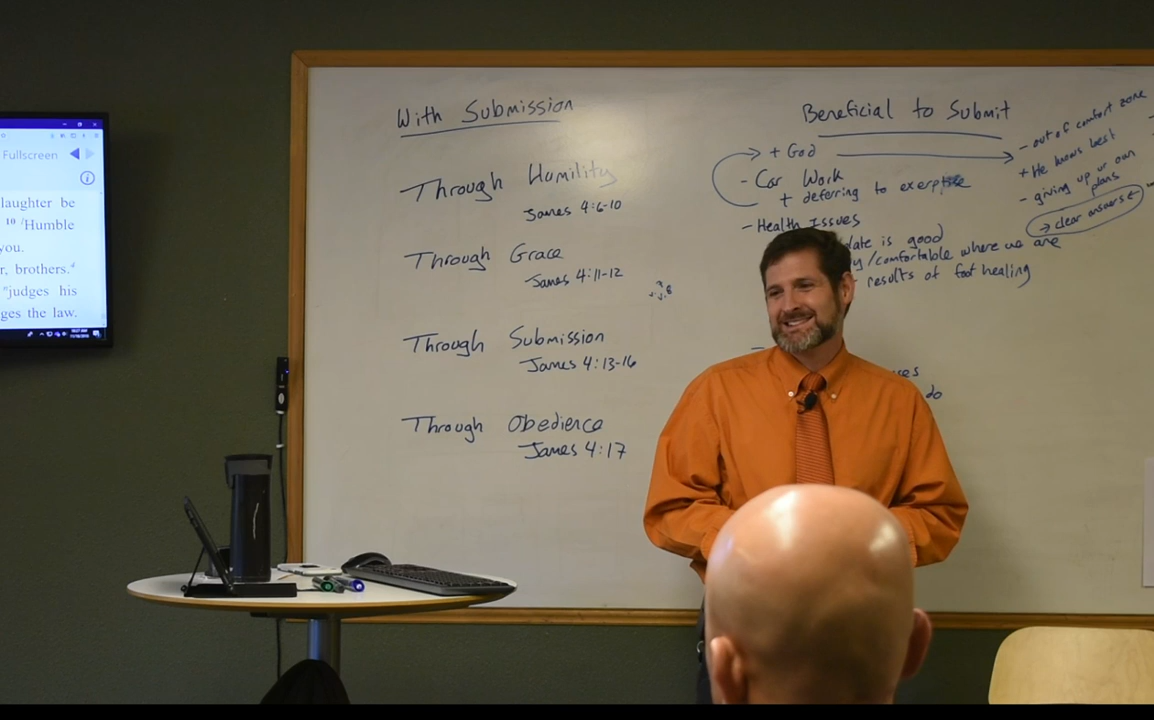 Fullscreen
laughter be
10 Humble
you.
r, brothers.
judges his
ges the law.
With Submission
Through Humility
James 4:6-10
Through Grace
James 4:11-12
Through Submission
James 4:13-16
Through Obedience
James 4:17
Beneficial to Submit
+ God
- Car Work
+ deferring to
- Health Issues
date is good
y/comfortable where we are
- results of foot healing
ses
do
- out of comfort zone
+ He knows best
- giving up ur own
plans
→ clear answers